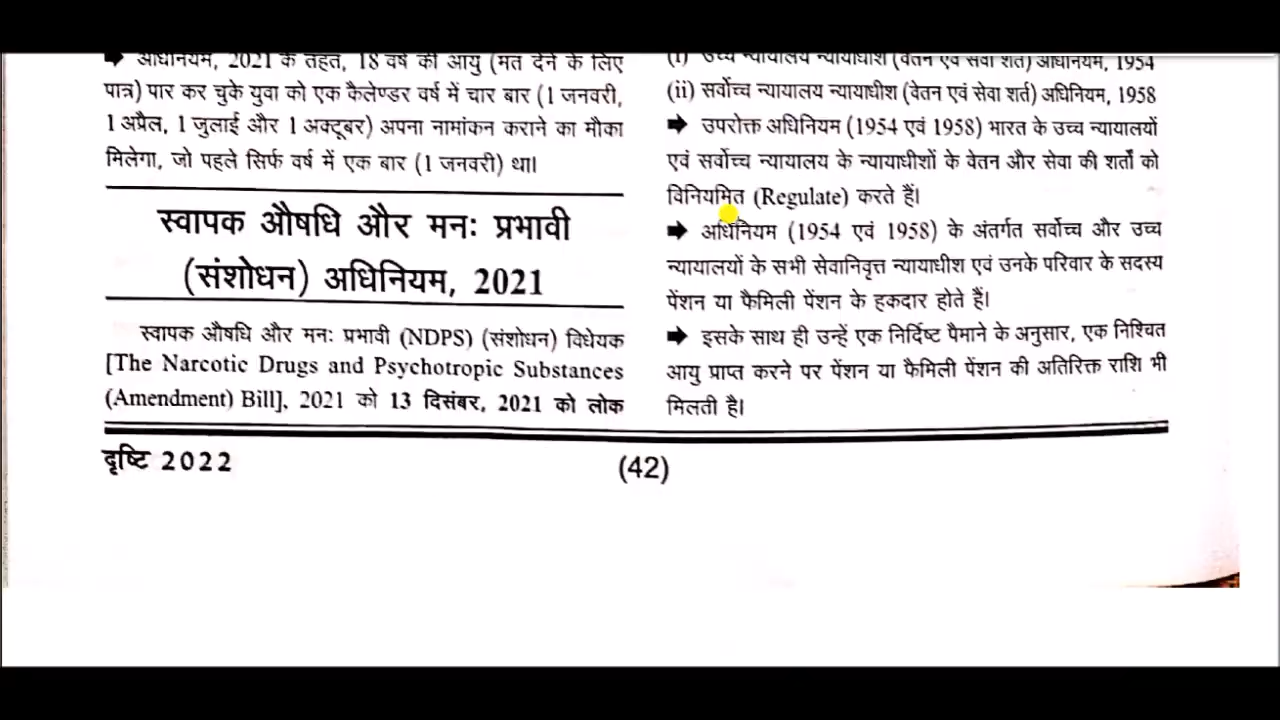 ➡ अधिनियम, 2021 के तहत, 18 वर्ष की आयु (मत देने के लिए
पात्र) पार कर चुके युवा को एक कैलेण्डर वर्ष में चार बार (1 जनवरी,
1 अप्रैल, 1 जुलाई और 1 अक्टूबर) अपना नामांकन कराने का मौका
मिलेगा, जो पहले सिर्फ वर्ष में एक बार (1 जनवरी) था।
स्वापक औषधि और मनः प्रभावी
(संशोधन) अधिनियम, 2021
स्वापक औषधि और मनः प्रभावी (NDPS) (संशोधन) विधेयक
[The Narcotic Drugs and Psychotropic Substances
(Amendment) Bill], 2021 को 13 दिसंबर, 2021 को लोक
(i) उच्च न्यायालय न्यायाधीश (वेतन एवं सेवा शर्त) अधिनियम, 1954
(ii) सर्वोच्च न्यायालय न्यायाधीश (वेतन एवं सेवा शर्त) अधिनियम, 1958
➡ उपरोक्त अधिनियम (1954 एवं 1958) भारत के उच्च न्यायालयों
एवं सर्वोच्च न्यायालय के न्यायाधीशों के वेतन और सेवा की शर्तों को
विनियमित (Regulate) करते हैं।
➡ अधिनियम (1954 एवं 1958) के अंतर्गत सर्वोच्च और उच्च
न्यायालयों के सभी सेवानिवृत्त न्यायाधीश एवं उनके परिवार के सदस्य
पेंशन या फैमिली पेंशन के हकदार होते हैं।
➡ इसके साथ ही उन्हें एक निर्दिष्ट पैमाने के अनुसार, एक निश्चित
आयु प्राप्त करने पर पेंशन या फैमिली पेंशन की अतिरिक्त राशि भी
मिलती है।
दृष्टि 2022
(42)